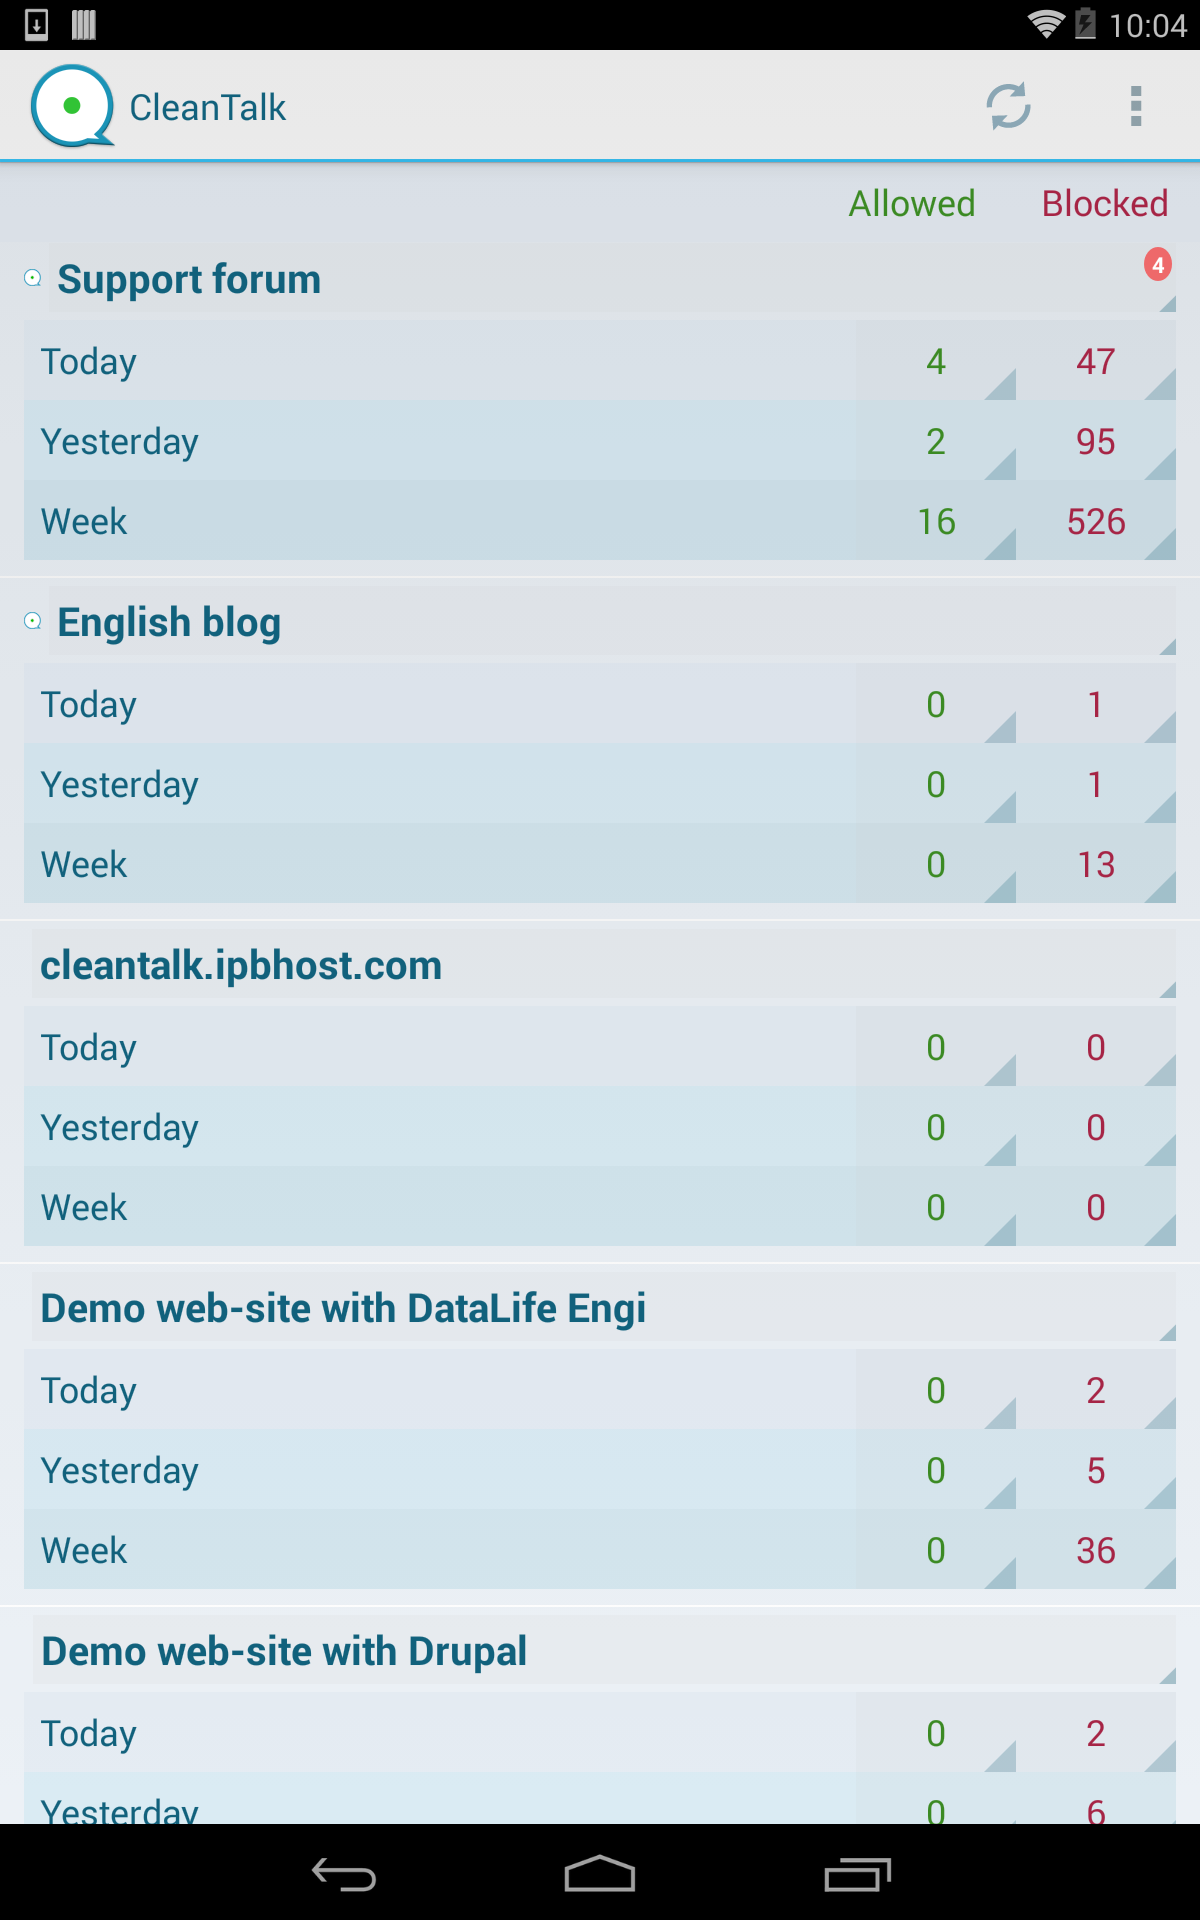 10:04
CleanTalk
Allowed Blocked
Support forum 4
Today 4 47
Yesterday 2 95
Week 16 526
English blog
Today 0 1
Yesterday 0 1
Week 0 13
cleantalk.ipbhost.com
Today 0 0
Yesterday 0 0
Week 0 0
Demo web-site with DataLife Engi
Today 0 2
Yesterday 0 5
Week 0 36
Demo web-site with Drupal
Today 0 2
Yesterday 0 6